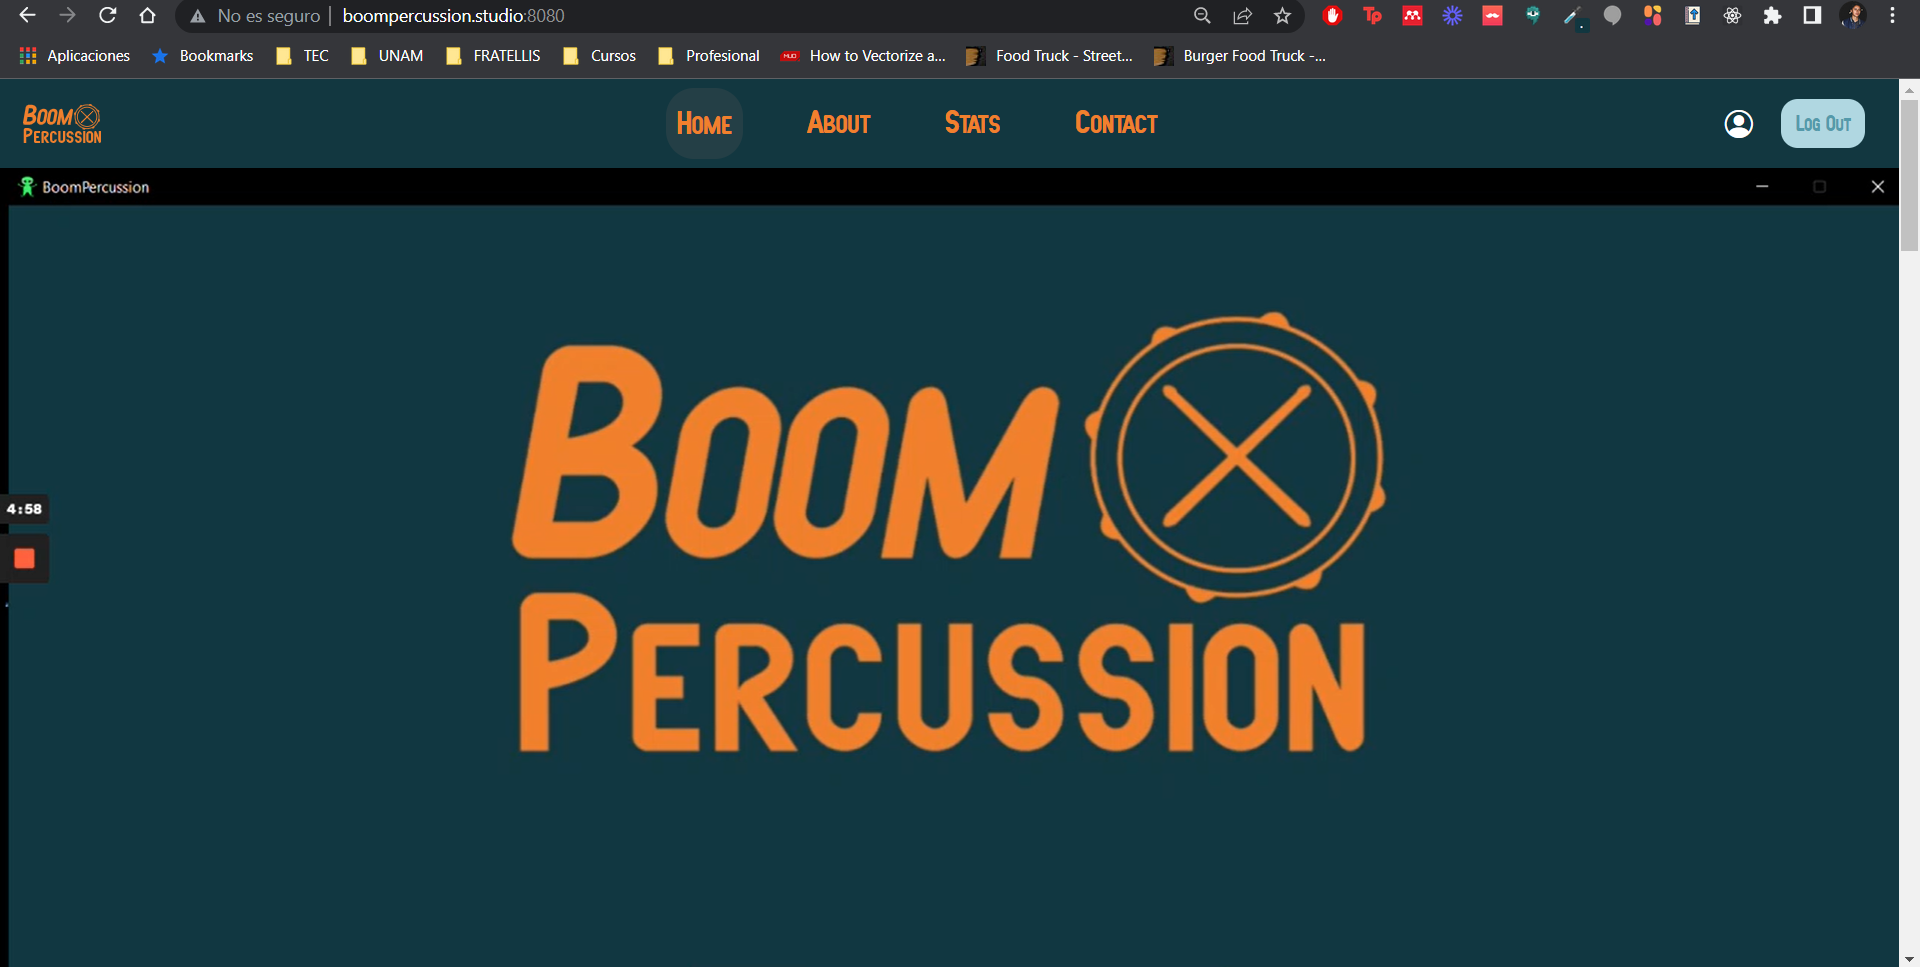 No es seguro | boompercussion.studio:8080
Aplicaciones Bookmarks TEC UNAM FRATELLIS Cursos Profesional How to Vectorize a... Food Truck - Street... Burger Food Truck -...
BOOM
PERCUSSION
HOME ABOUT STATS CONTACT LOG OUT
BoomPercussion
BOOM
PERCUSSION
4:58